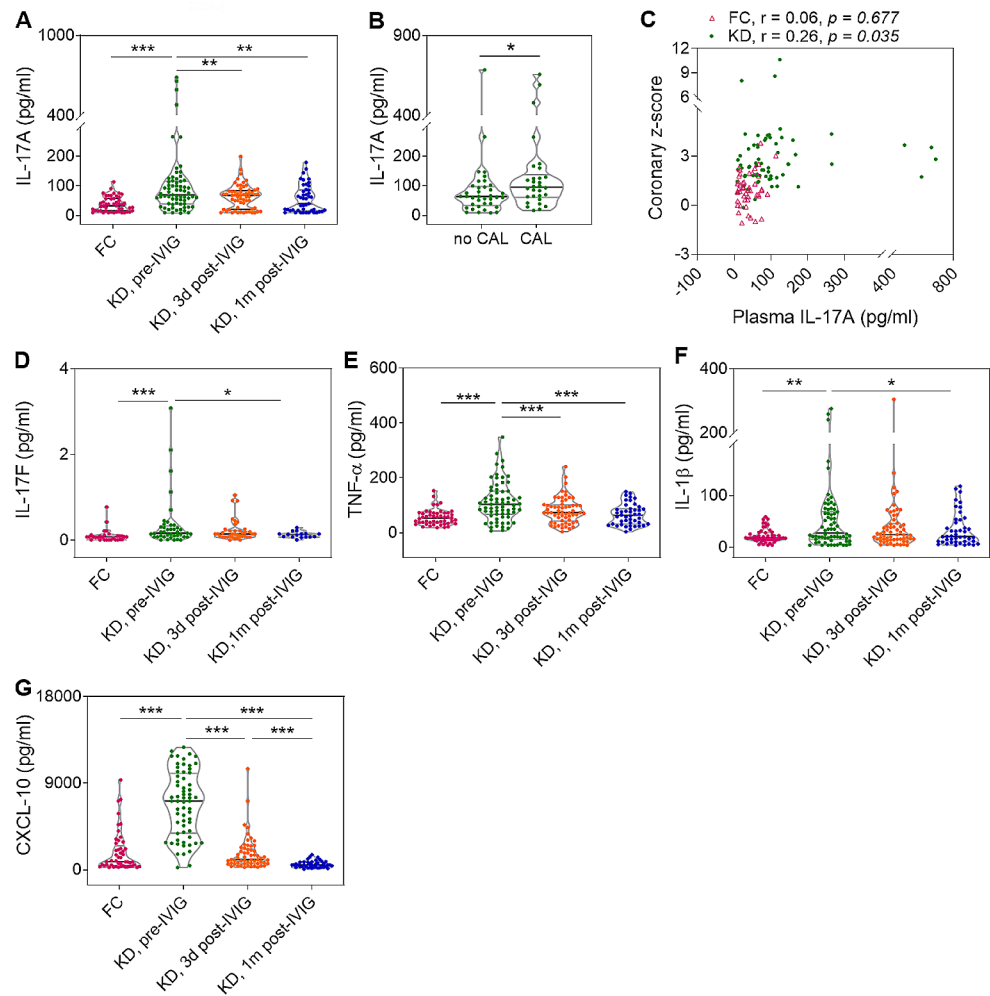 A
IL-17A (pg/ml)
1000
400
200
100
0
***
**
**
FC
KD, pre-IVIG
KD, 3d post-IVIG
KD, 1m post-IVIG
B
IL-17A (pg/ml)
900
400
200
100
0
*
no CAL
CAL
C
FC, r = 0.06, p = 0.677
KD, r = 0.26, p = 0.035
Coronary z-score
12
9
6
3
0
-3
-100
0
100
200
300
400
800
Plasma IL-17A (pg/ml)
D
IL-17F (pg/ml)
4
2
0
***
*
FC
KD, pre-IVIG
KD, 3d post-IVIG
KD, 1m post-IVIG
E
TNF-α (pg/ml)
600
400
200
0
***
***
***
FC
KD, pre-IVIG
KD, 3d post-IVIG
KD, 1m post-IVIG
F
IL-1β (pg/ml)
400
200
100
0
**
*
FC
KD, pre-IVIG
KD, 3d post-IVIG
KD, 1m post-IVIG
G
CXCL-10 (pg/ml)
18000
9000
0
***
***
***
***
FC
KD, pre-IVIG
KD, 3d post-IVIG
KD, 1m post-IVIG